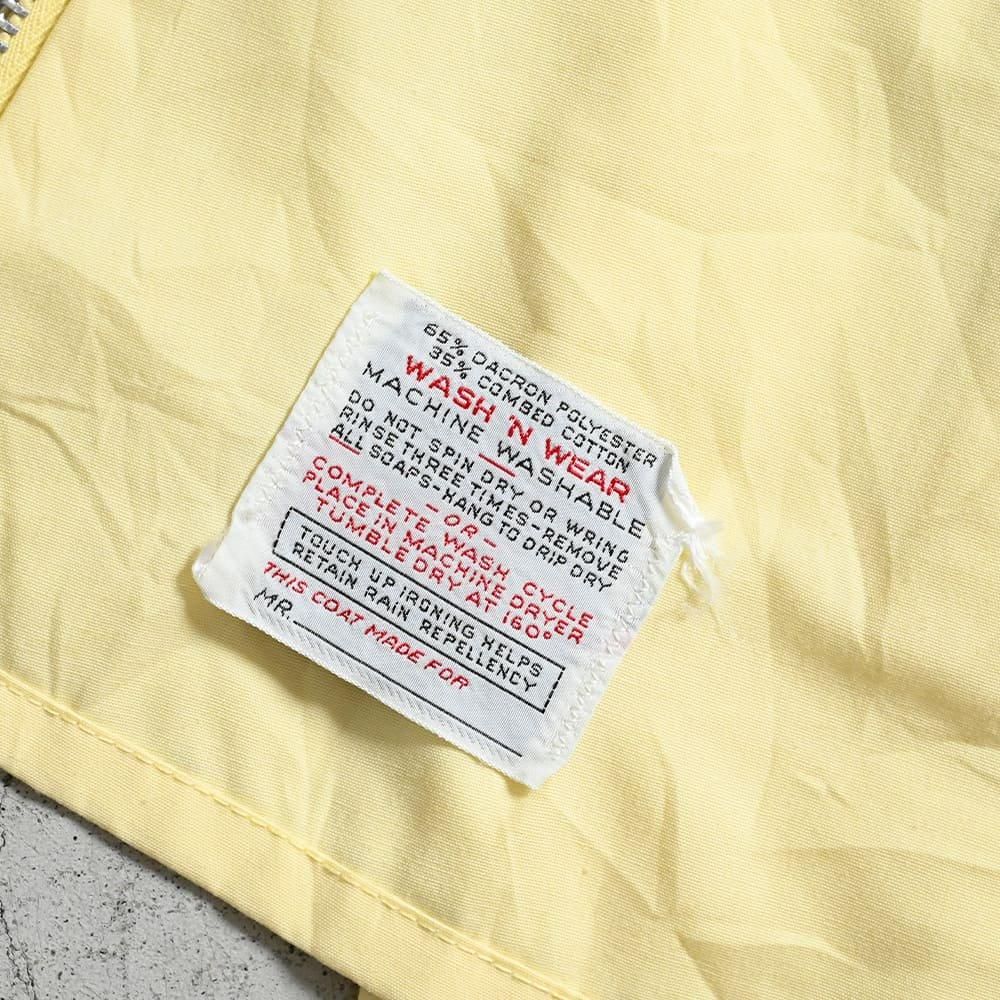 65% DACRON POLYESTER
35% COMBED COTTON
WASH 'N WEAR
MACHINE WASHABLE
DO NOT SPIN DRY OR WRING
RINSE THREE TIMES-REMOVE
ALL SOAPS-HANG TO DRIP DRY
- OR -
COMPLETE WASH CYCLE
PLACE IN MACHINE DRYER
TUMBLE DRY AT 160°
TOUCH UP IRONING HELPS
RETAIN RAIN REPELLENCY
THIS COAT MADE FOR
MR.